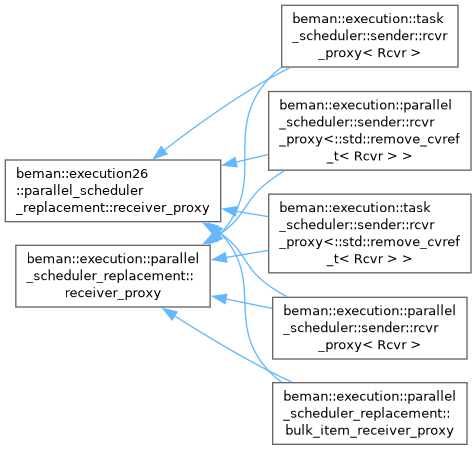 beman::execution::task
_scheduler::sender::rcvr
_proxy< Rcvr >
beman::execution::parallel
_scheduler::sender::rcvr
_proxy<::std::remove_cvref
_t< Rcvr > >
beman::execution26
::parallel_scheduler
_replacement::receiver_proxy
beman::execution::task
_scheduler::sender::rcvr
_proxy<::std::remove_cvref
_t< Rcvr > >
beman::execution::parallel
_scheduler_replacement::
receiver_proxy
beman::execution::parallel
_scheduler::sender::rcvr
_proxy< Rcvr >
beman::execution::parallel
_scheduler_replacement::
bulk_item_receiver_proxy